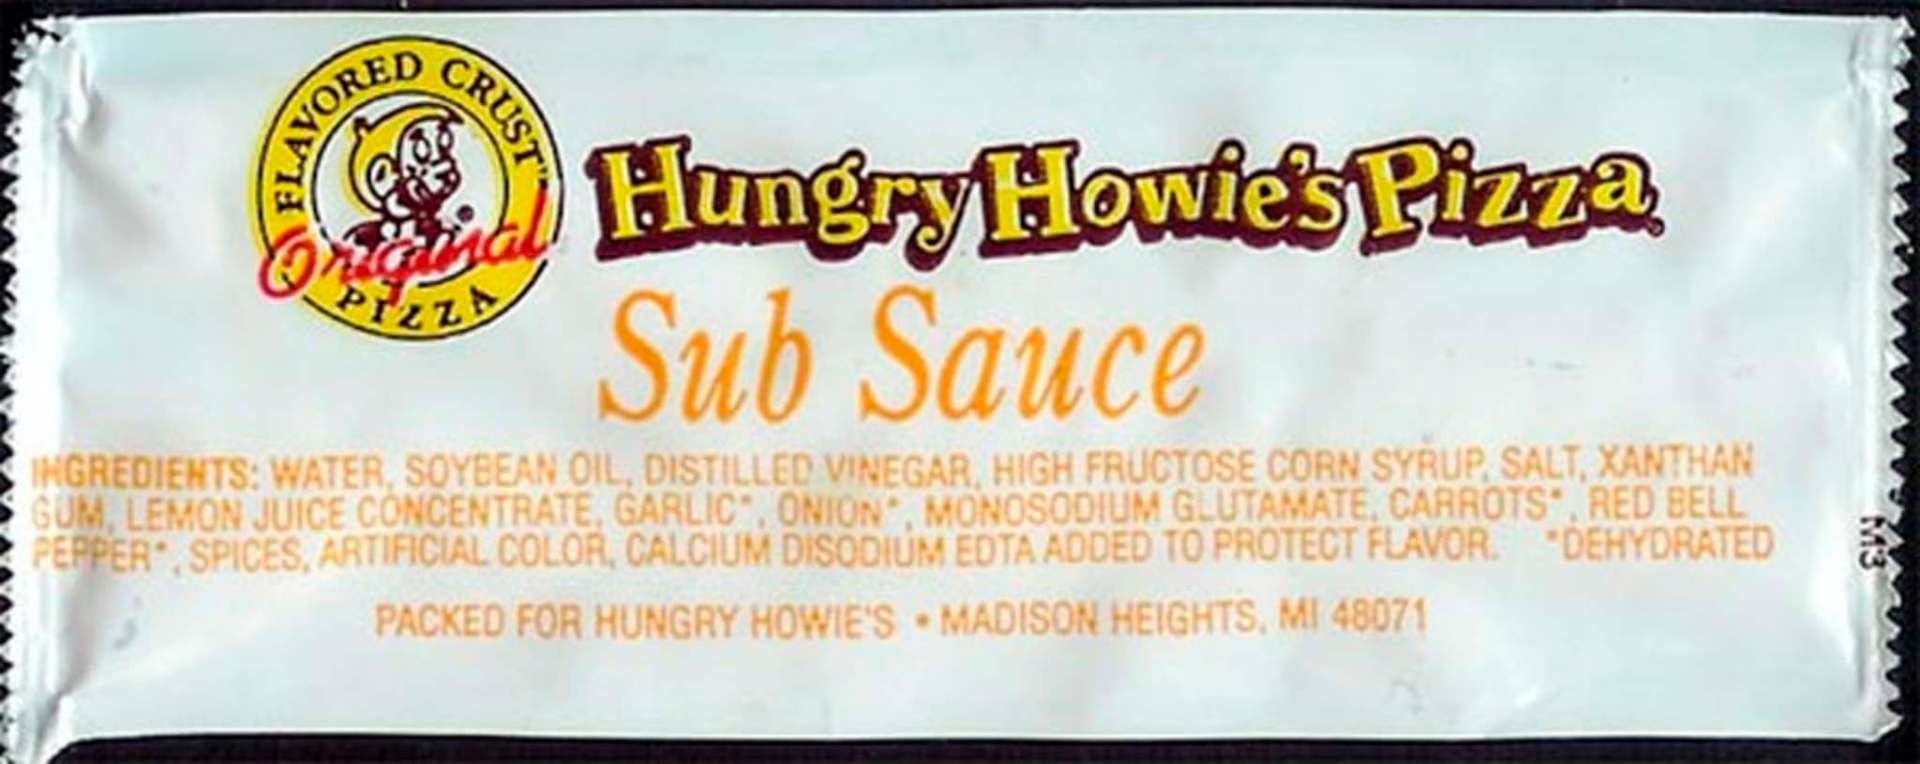 FLAVORED CRUST™
Original
PIZZA
Hungry Howie's Pizza
Sub Sauce
INGREDIENTS: WATER, SOYBEAN OIL, DISTILLED VINEGAR, HIGH FRUCTOSE CORN SYRUP, SALT, XANTHAN
GUM, LEMON JUICE CONCENTRATE, GARLIC*, ONION*, MONOSODIUM GLUTAMATE, CARROTS*, RED BELL
PEPPER*, SPICES, ARTIFICIAL COLOR, CALCIUM DISODIUM EDTA ADDED TO PROTECT FLAVOR. *DEHYDRATED
PACKED FOR HUNGRY HOWIE'S • MADISON HEIGHTS, MI 48071
M3